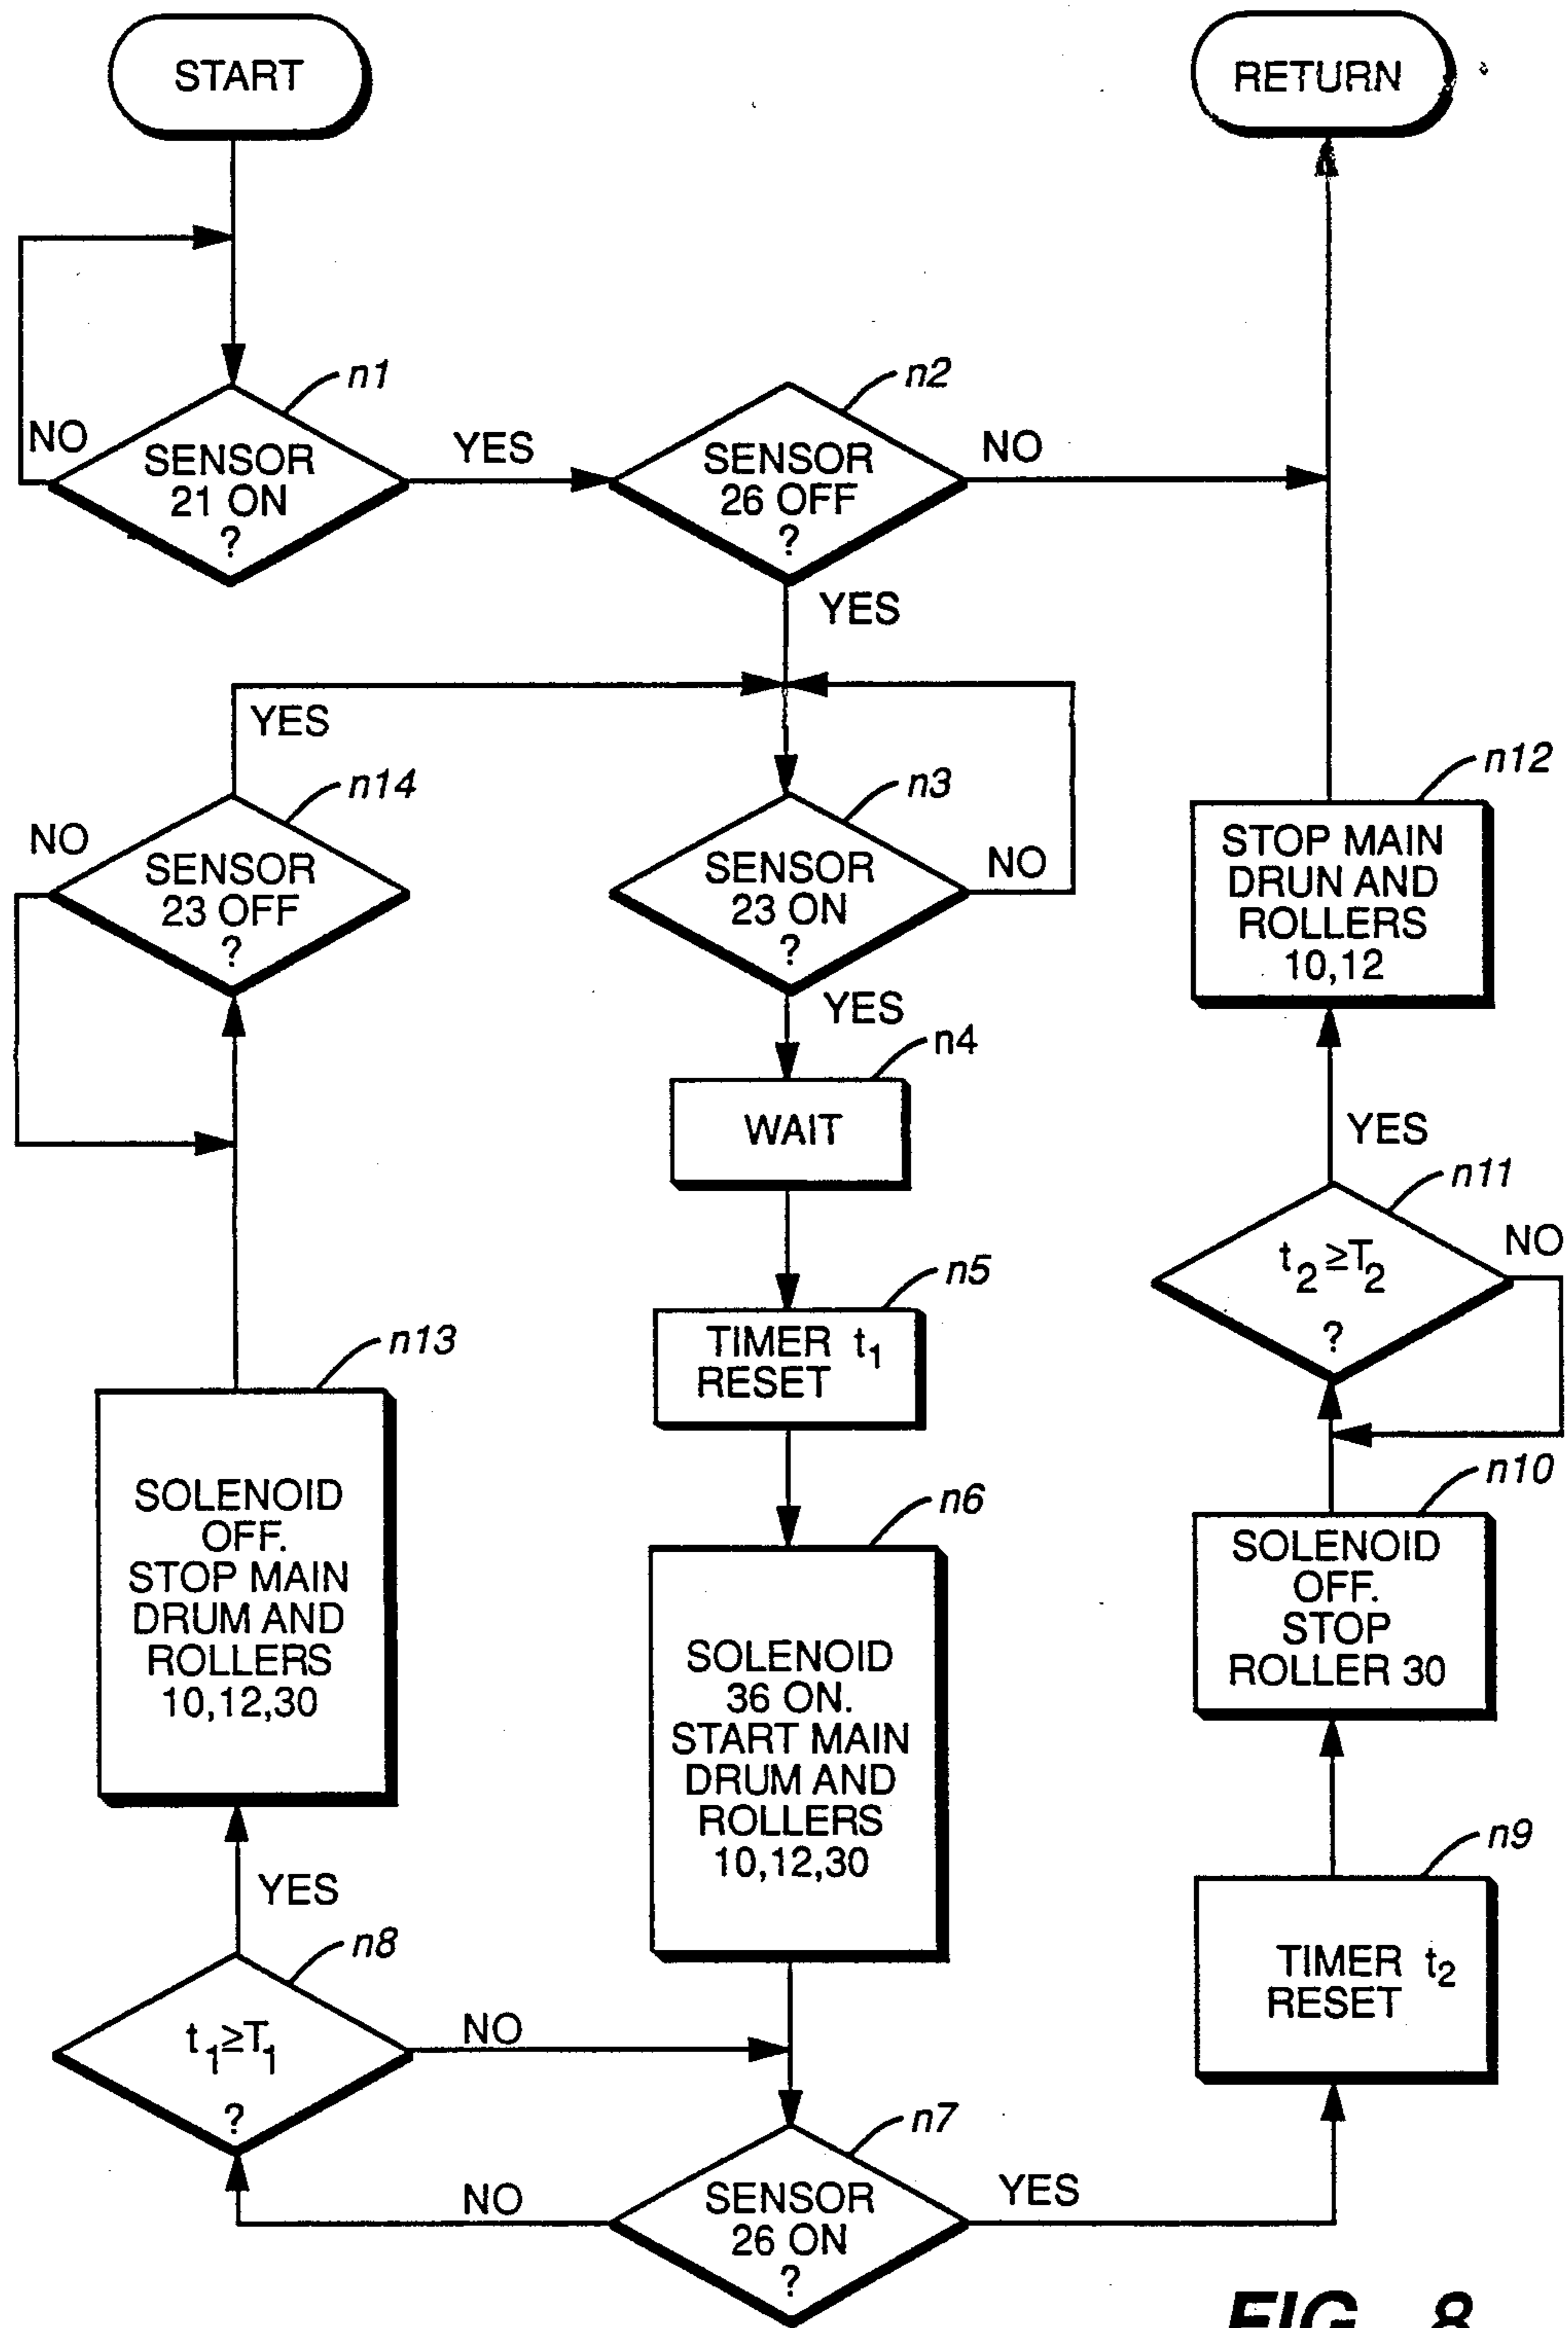 START
RETURN
n1
NO
SENSOR
21 ON
?
YES
n2
SENSOR
26 OFF
?
NO
YES
YES
n14
NO
SENSOR
23 OFF
?
n3
SENSOR
23 ON
?
NO
YES
n4
WAIT
n5
TIMER t1
RESET
n6
SOLENOID
36 ON.
START MAIN
DRUM AND
ROLLERS
10,12,30
n13
SOLENOID
OFF.
STOP MAIN
DRUM AND
ROLLERS
10,12,30
YES
n8
t1≥T1
?
NO
n7
SENSOR
26 ON
?
NO
YES
n12
STOP MAIN
DRUN AND
ROLLERS
10,12
YES
n11
t2≥T2
?
NO
n10
SOLENOID
OFF.
STOP
ROLLER 30
n9
TIMER t2
RESET
FIG. 8